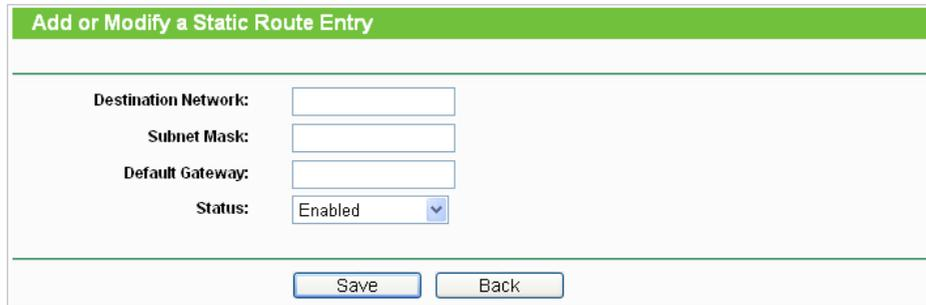 Add or Modify a Static Route Entry
Destination Network:
Subnet Mask:
Default Gateway:
Status: Enabled
Save Back